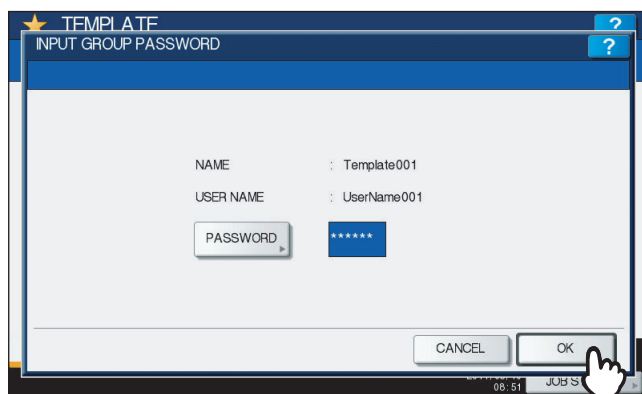 TEMPLATE ?
INPUT GROUP PASSWORD ?
NAME : Template001
USER NAME : UserName001
PASSWORD ******
CANCEL OK
08:51 JOB S